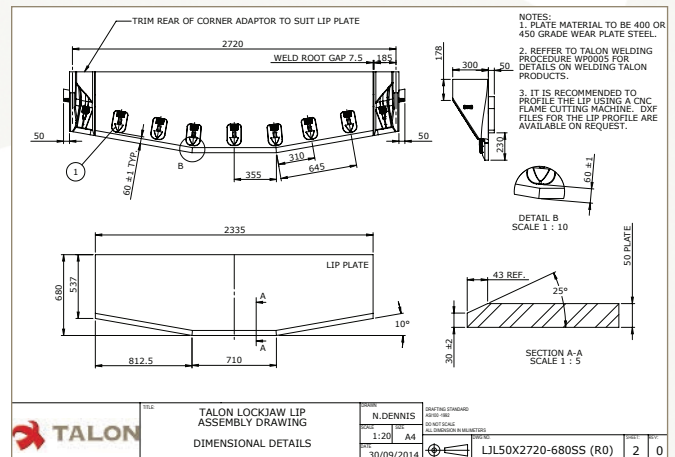 TRIM REAR OF CORNER ADAPTOR TO SUIT LIP PLATE
2720
WELD ROOT GAP 7.5
185
50
50
1
60 ±1 TYP.
B
355
310
645
178
300
50
230
NOTES:
1. PLATE MATERIAL TO BE 400 OR
450 GRADE WEAR PLATE STEEL.
2. REFFER TO TALON WELDING
PROCEDURE WP0005 FOR
DETAILS ON WELDING TALON
PRODUCTS.
3. IT IS RECOMMENDED TO
PROFILE THE LIP USING A CNC
FLAME CUTTING MACHINE. DXF
FILES FOR THE LIP PROFILE ARE
AVAILABLE ON REQUEST.
60 ±1
DETAIL B
SCALE 1 : 10
2335
LIP PLATE
680
537
A
A
10°
812.5
710
43 REF.
25°
50 PLATE
30 ±2
SECTION A-A
SCALE 1 : 5
TALON
TITLE:
TALON LOCKJAW LIP
ASSEMBLY DRAWING
DIMENSIONAL DETAILS
DRAWN
N.DENNIS
SCALE
1:20
SIZE
A4
DATE
30/09/2014
DRAFTING STANDARD
AS1100 -1992
DO NOT SCALE
ALL DIMENSION IN MILIMETERS
DWG NO.
LJL50X2720-680SS (R0)
SHEET:
2
REV:
0